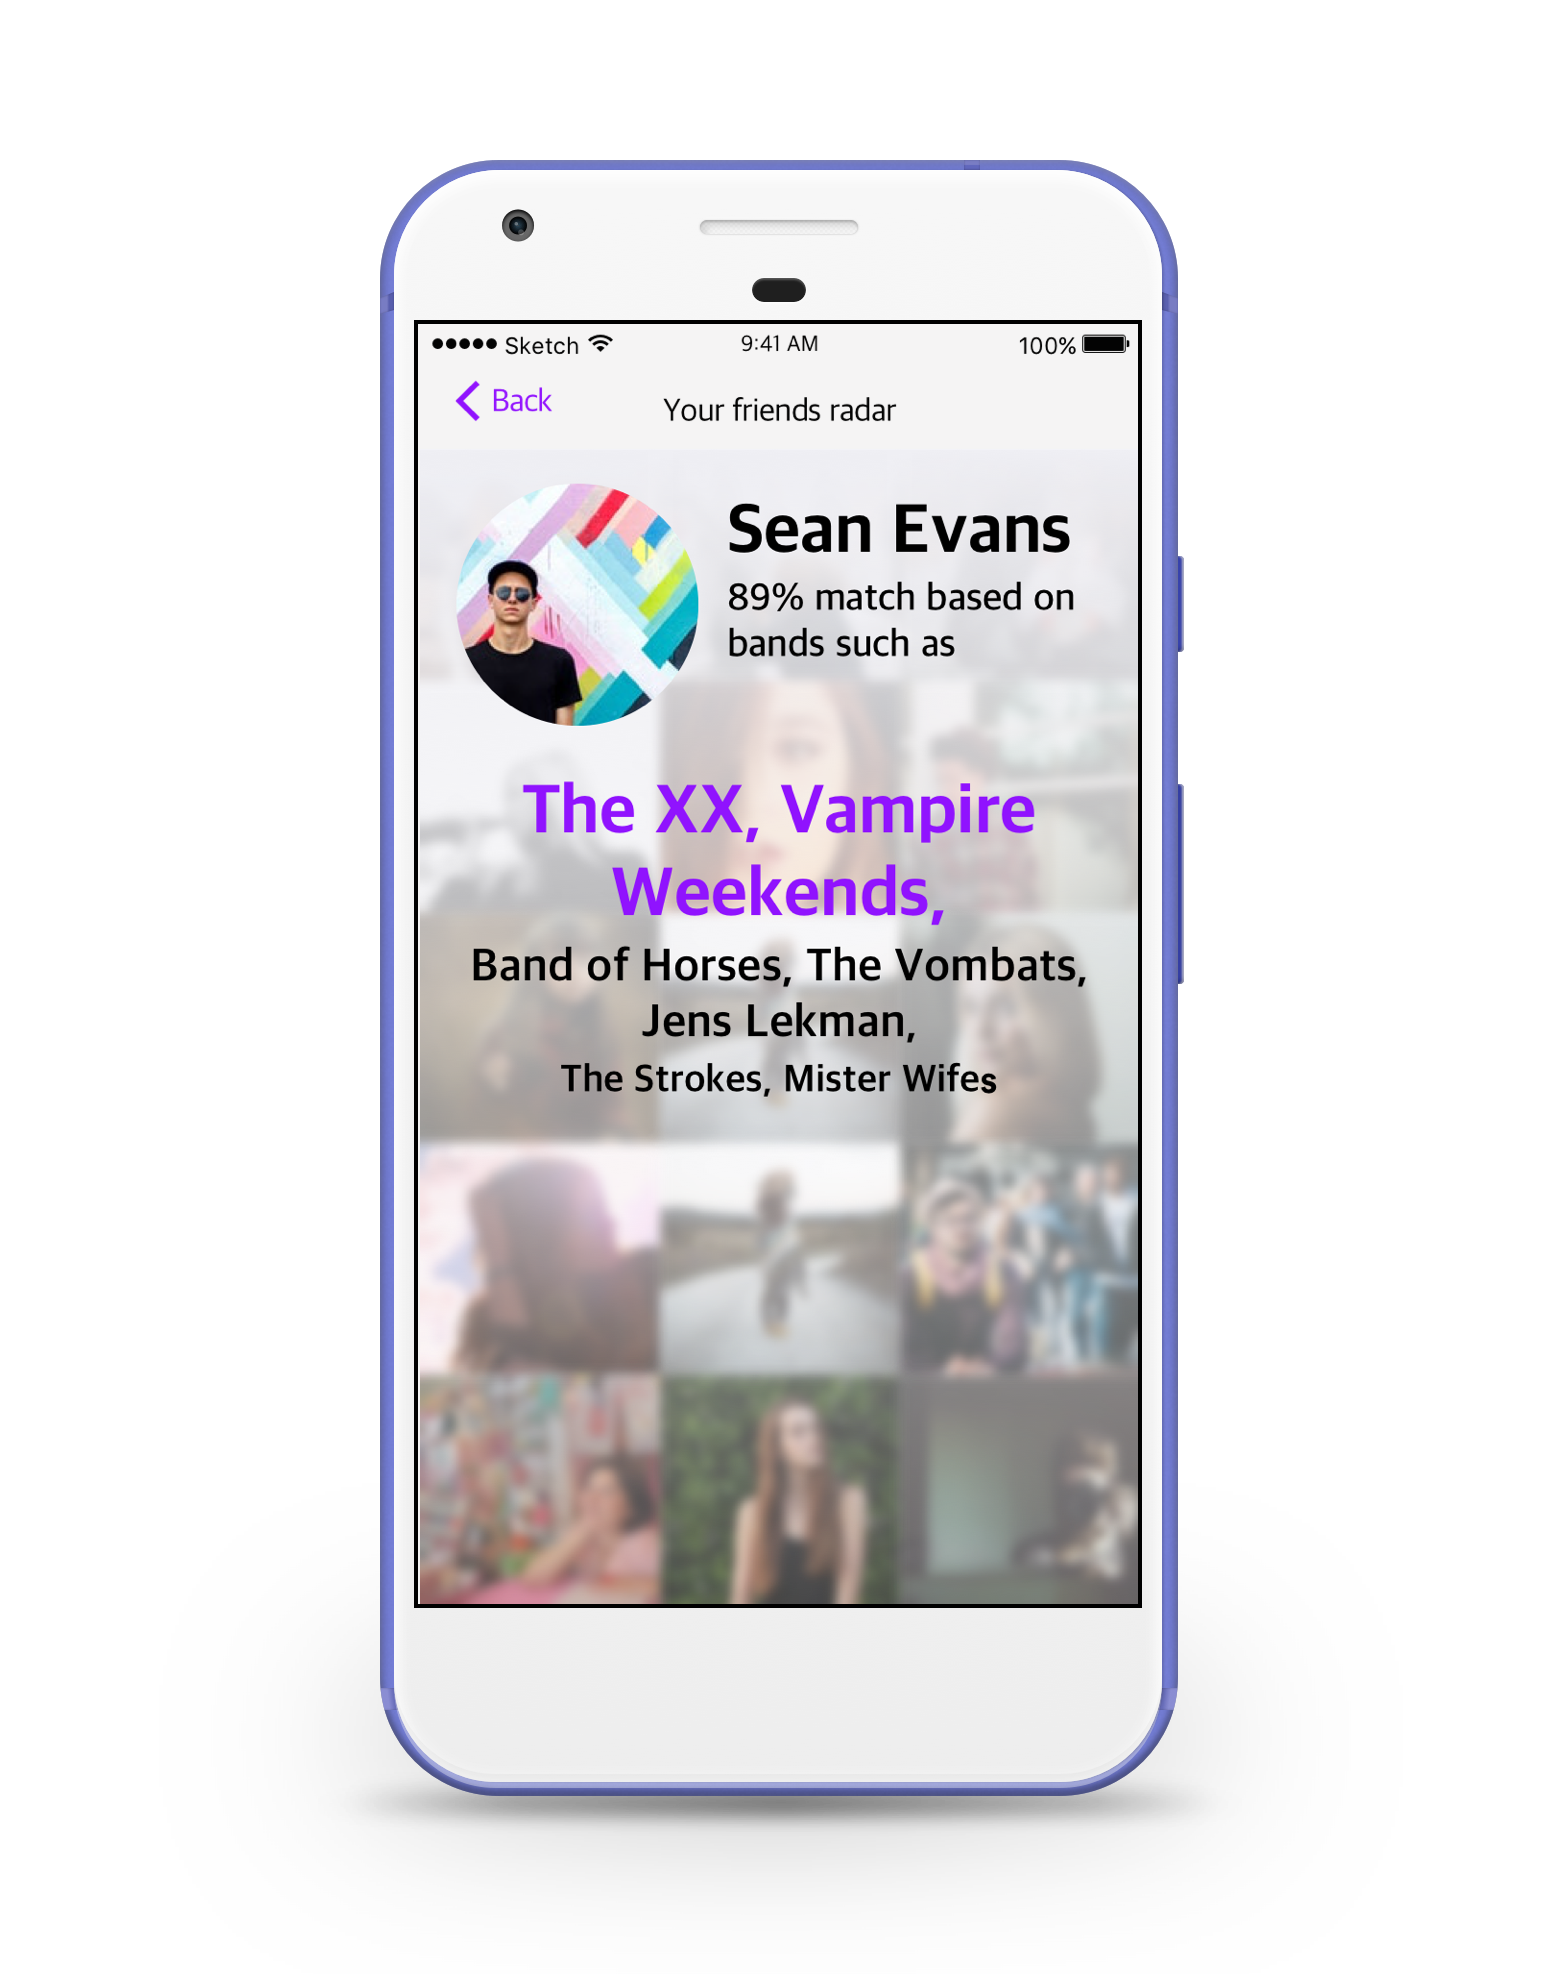 Sketch 9:41 AM 100%
Back Your friends radar
Sean Evans
89% match based on
bands such as
The XX, Vampire
Weekends,
Band of Horses, The Vombats,
Jens Lekman,
The Strokes, Mister Wifes